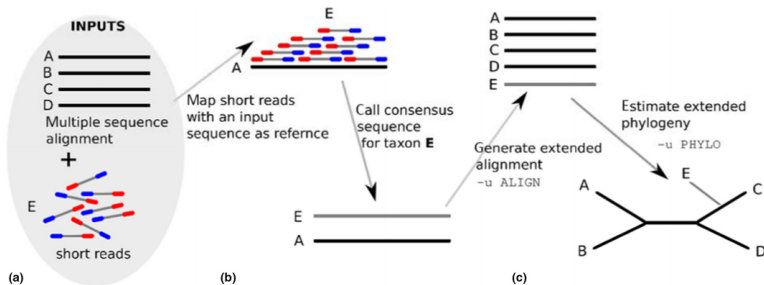 INPUTS
A
B
C
D
Multiple sequence
alignment
+
E
short reads
(a)
E
A
Map short reads
with an input
sequence as refernce
Call consensus
sequence
for taxon E
E
A
(b)
A
B
C
D
E
Generate extended
alignment
-u ALIGN
Estimate extended
phylogeny
-u PHYLO
E
A
C
B
D
(c)